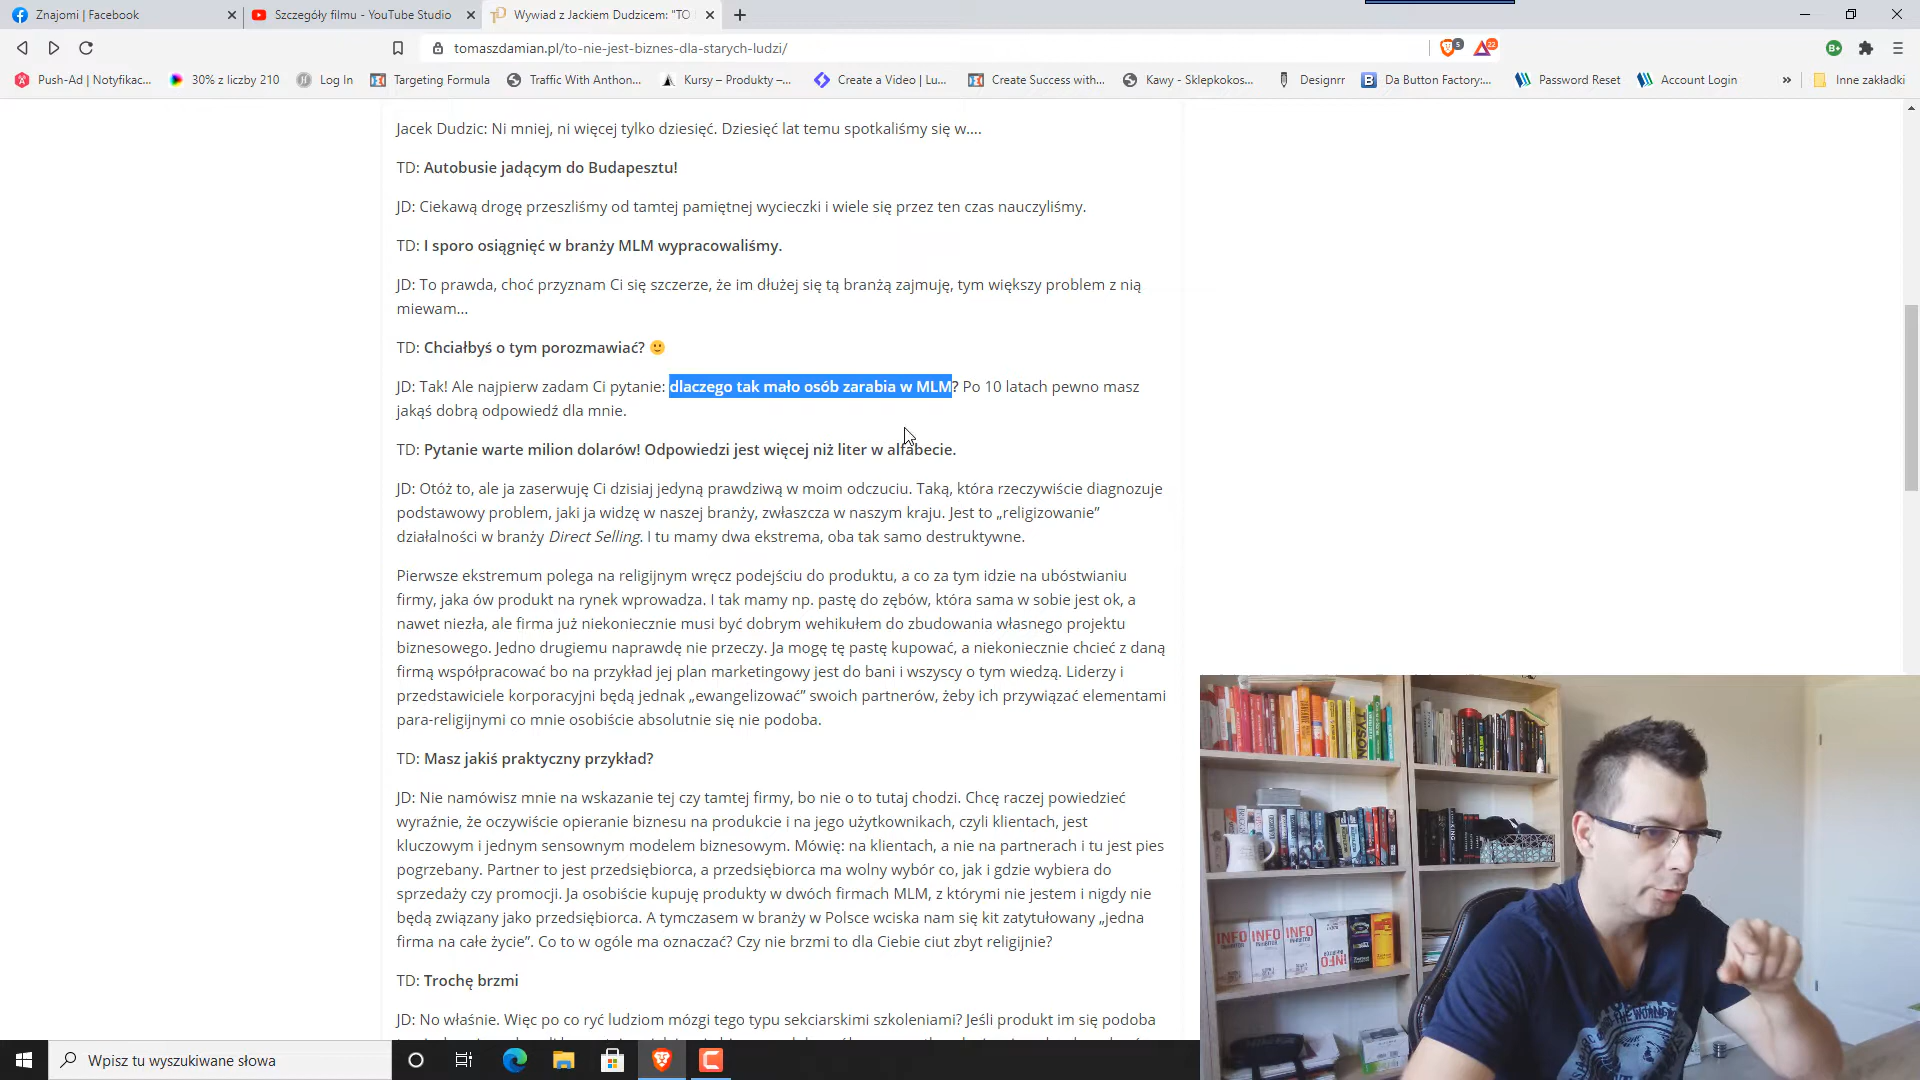 Znajomi | Facebook
Szczegóły filmu - YouTube Studio
Wywiad z Jackiem Dudzicem: "TO
tomaszdamian.pl/to-nie-jest-biznes-dla-starych-ludzi/
5
22
B+
Push-Ad | Notyfikac...
30% z liczby 210
Log In
Targeting Formula
Traffic With Anthon...
Kursy – Produkty –...
Create a Video | Lu...
Create Success with...
Kawy - Sklepkokos...
Designrr
Da Button Factory:...
Password Reset
Account Login
»
Inne zakładki
Jacek Dudzic: Ni mniej, ni więcej tylko dziesięć. Dziesięć lat temu spotkaliśmy się w….
TD: Autobusie jadącym do Budapesztu!
JD: Ciekawą drogę przeszliśmy od tamtej pamiętnej wycieczki i wiele się przez ten czas nauczyliśmy.
TD: I sporo osiągnięć w branży MLM wypracowaliśmy.
JD: To prawda, choć przyznam Ci się szczerze, że im dłużej się tą branżą zajmuję, tym większy problem z nią
miewam…
TD: Chciałbyś o tym porozmawiać? 🙂
JD: Tak! Ale najpierw zadam Ci pytanie: dlaczego tak mało osób zarabia w MLM? Po 10 latach pewno masz
jakąś dobrą odpowiedź dla mnie.
TD: Pytanie warte milion dolarów! Odpowiedzi jest więcej niż liter w alfabecie.
JD: Otóż to, ale ja zaserwuję Ci dzisiaj jedyną prawdziwą w moim odczuciu. Taką, która rzeczywiście diagnozuje
podstawowy problem, jaki ja widzę w naszej branży, zwłaszcza w naszym kraju. Jest to „religizowanie”
działalności w branży Direct Selling. I tu mamy dwa ekstrema, oba tak samo destruktywne.
Pierwsze ekstremum polega na religijnym wręcz podejściu do produktu, a co za tym idzie na ubóstwianiu
firmy, jaka ów produkt na rynek wprowadza. I tak mamy np. pastę do zębów, która sama w sobie jest ok, a
nawet niezła, ale firma już niekoniecznie musi być dobrym wehikułem do zbudowania własnego projektu
biznesowego. Jedno drugiemu naprawdę nie przeczy. Ja mogę tę pastę kupować, a niekoniecznie chcieć z daną
firmą współpracować bo na przykład jej plan marketingowy jest do bani i wszyscy o tym wiedzą. Liderzy i
przedstawiciele korporacyjni będą jednak „ewangelizować” swoich partnerów, żeby ich przywiązać elementami
para-religijnymi co mnie osobiście absolutnie się nie podoba.
TD: Masz jakiś praktyczny przykład?
JD: Nie namówisz mnie na wskazanie tej czy tamtej firmy, bo nie o to tutaj chodzi. Chcę raczej powiedzieć
wyraźnie, że oczywiście opieranie biznesu na produkcie i na jego użytkownikach, czyli klientach, jest
kluczowym i jednym sensownym modelem biznesowym. Mówię: na klientach, a nie na partnerach i tu jest pies
pogrzebany. Partner to jest przedsiębiorca, a przedsiębiorca ma wolny wybór co, jak i gdzie wybiera do
sprzedaży czy promocji. Ja osobiście kupuję produkty w dwóch firmach MLM, z którymi nie jestem i nigdy nie
będą związany jako przedsiębiorca. A tymczasem w branży w Polsce wciska nam się kit zatytułowany „jedna
firma na całe życie”. Co to w ogóle ma oznaczać? Czy nie brzmi to dla Ciebie ciut zbyt religijnie?
TD: Trochę brzmi
JD: No właśnie. Więc po co ryć ludziom mózgi tego typu sekciarskimi szkoleniami? Jeśli produkt im się podoba
TYSON
KING
INFO
INFO
INFO
INFO
Wpisz tu wyszukiwane słowa